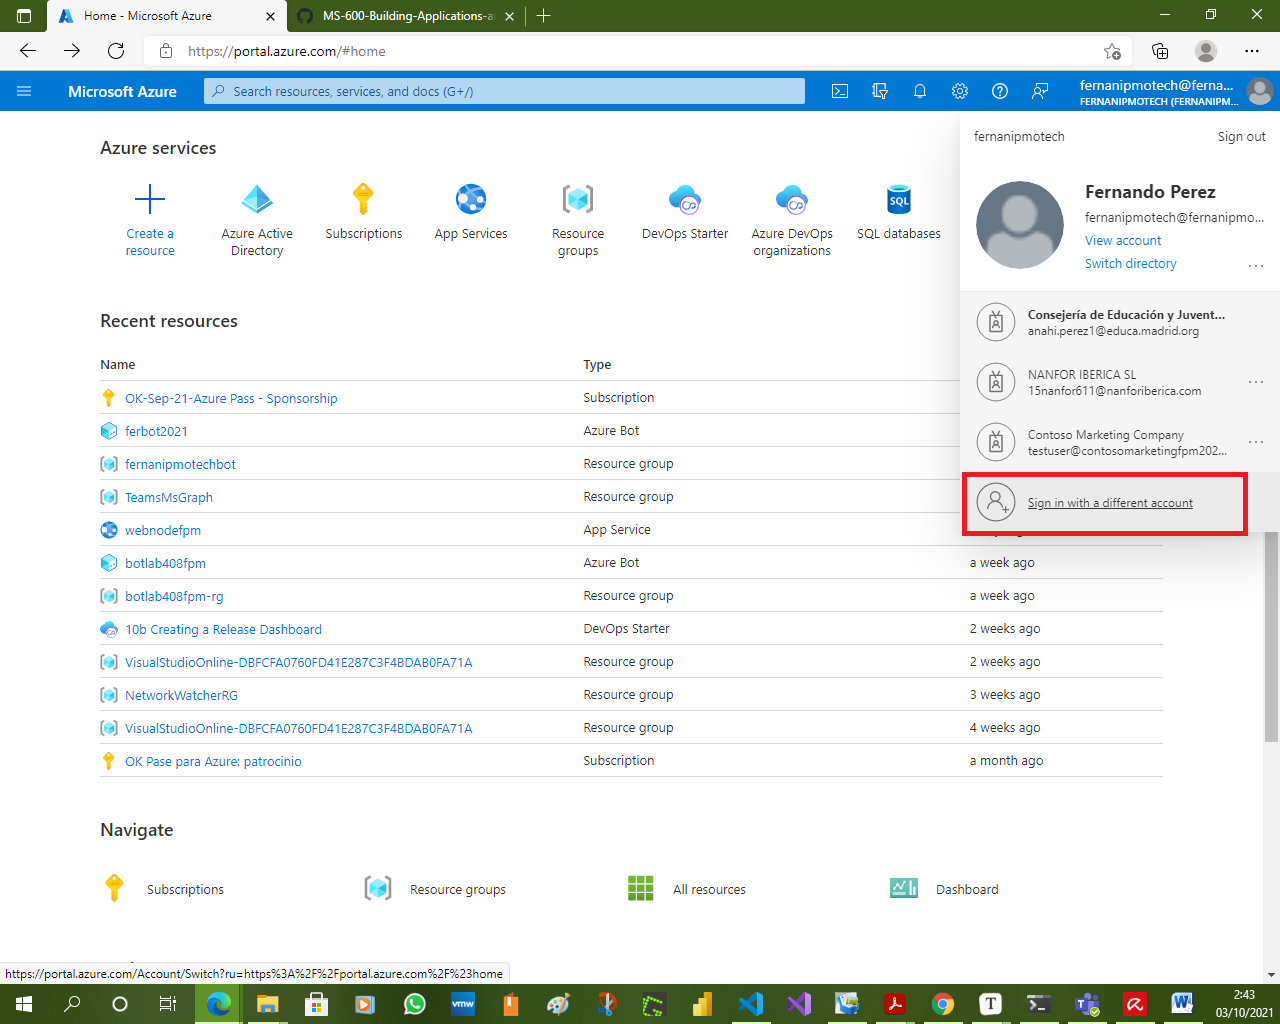 Home - Microsoft Azure
MS-600-Building-Applications-a
https://portal.azure.com/#home
Microsoft Azure
Search resources, services, and docs (G+/)
fernanipmotech@ferna...
FERNANIPMOTECH (FERNANIPM...
fernanipmotech
Sign out
Fernando Perez
fernanipmotech@fernanipmo...
View account
Switch directory
Consejería de Educación y Juvent...
anahi.perez1@educa.madrid.org
NANFOR IBERICA SL
15nanfor611@nanforiberica.com
Contoso Marketing Company
testuser@contosomarketingfpm202...
Sign in with a different account
Azure services
Create a resource
Azure Active Directory
Subscriptions
App Services
Resource groups
DevOps Starter
Azure DevOps organizations
SQL databases
Recent resources
Name Type
OK-Sep-21-Azure Pass - Sponsorship Subscription
ferbot2021 Azure Bot
fernanipmotechbot Resource group
TeamsMsGraph Resource group
webnodefpm App Service
botlab408fpm Azure Bot a week ago
botlab408fpm-rg Resource group a week ago
10b Creating a Release Dashboard DevOps Starter 2 weeks ago
VisualStudioOnline-DBFCFA0760FD41E287C3F4BDAB0FA71A Resource group 2 weeks ago
NetworkWatcherRG Resource group 3 weeks ago
VisualStudioOnline-DBFCFA0760FD41E287C3F4BDAB0FA71A Resource group 4 weeks ago
OK Pase para Azure: patrocinio Subscription a month ago
Navigate
Subscriptions Resource groups All resources Dashboard
https://portal.azure.com/Account/Switch?ru=https%3A%2F%2Fportal.azure.com%2F%23home
2:43
03/10/2021